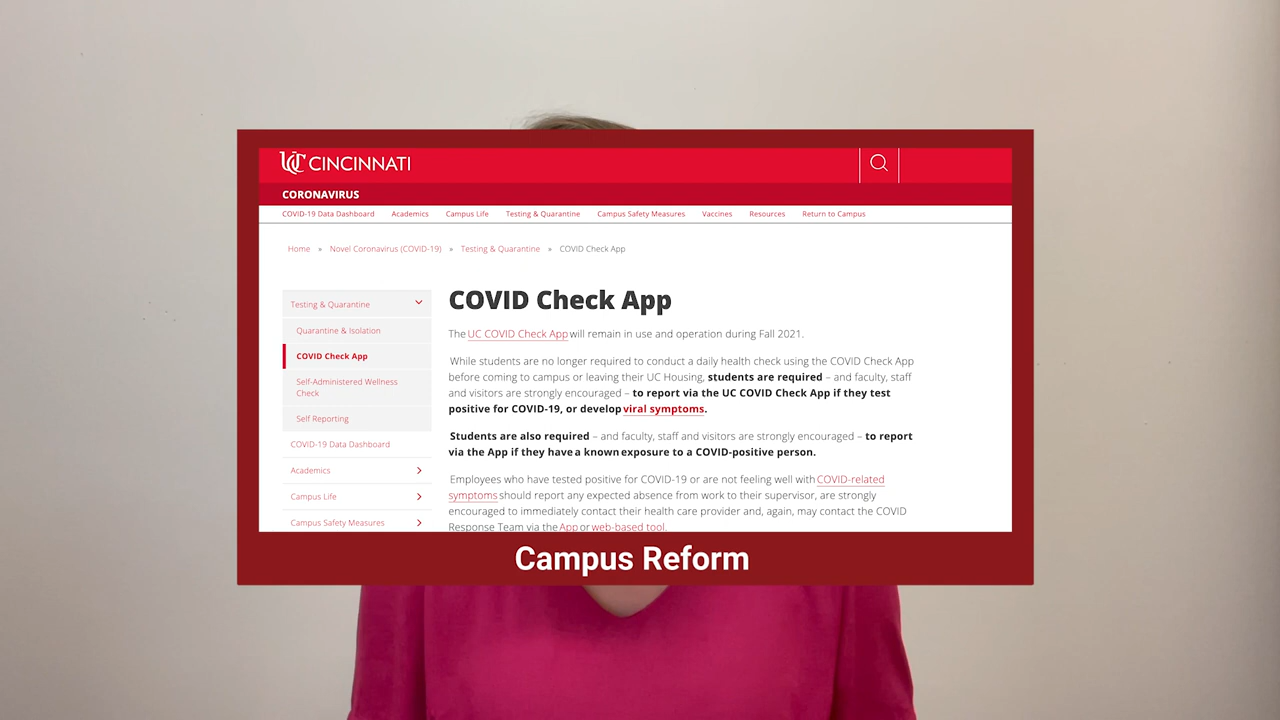 UC CINCINNATI
CORONAVIRUS
COVID-19 Data Dashboard Academics Campus Life Testing & Quarantine Campus Safety Measures Vaccines Resources Return to Campus
Home » Novel Coronavirus (COVID-19) » Testing & Quarantine » COVID Check App
Testing & Quarantine
Quarantine & Isolation
COVID Check App
Self-Administered Wellness
Check
Self Reporting
COVID-19 Data Dashboard
Academics
Campus Life
Campus Safety Measures
COVID Check App
The UC COVID Check App will remain in use and operation during Fall 2021.
While students are no longer required to conduct a daily health check using the COVID Check App
before coming to campus or leaving their UC Housing, students are required – and faculty, staff
and visitors are strongly encouraged – to report via the UC COVID Check App if they test
positive for COVID-19, or develop viral symptoms.
Students are also required – and faculty, staff and visitors are strongly encouraged – to report
via the App if they have a known exposure to a COVID-positive person.
Employees who have tested positive for COVID-19 or are not feeling well with COVID-related
symptoms should report any expected absence from work to their supervisor, are strongly
encouraged to immediately contact their health care provider and, again, may contact the COVID
Response Team via the App or web-based tool.
Campus Reform